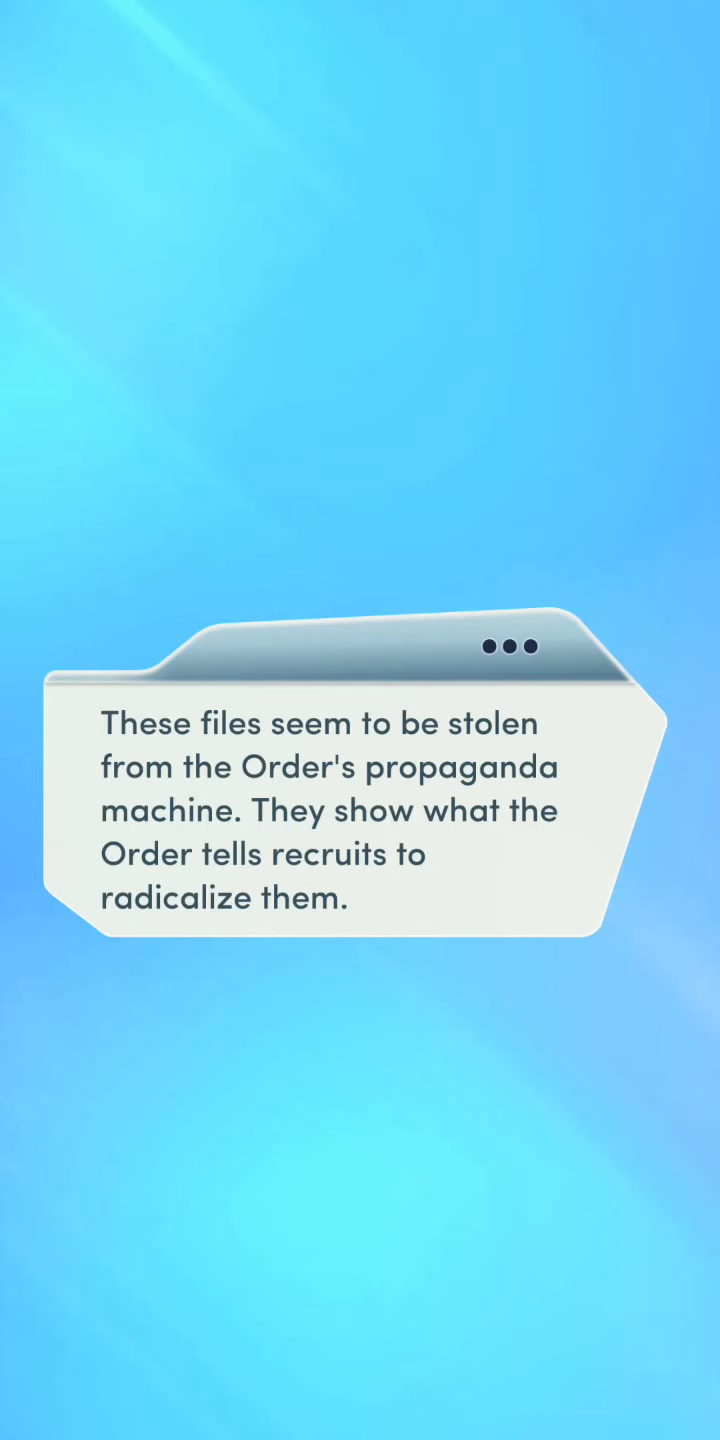 These files seem to be stolen
from the Order's propaganda
machine. They show what the
Order tells recruits to
radicalize them.